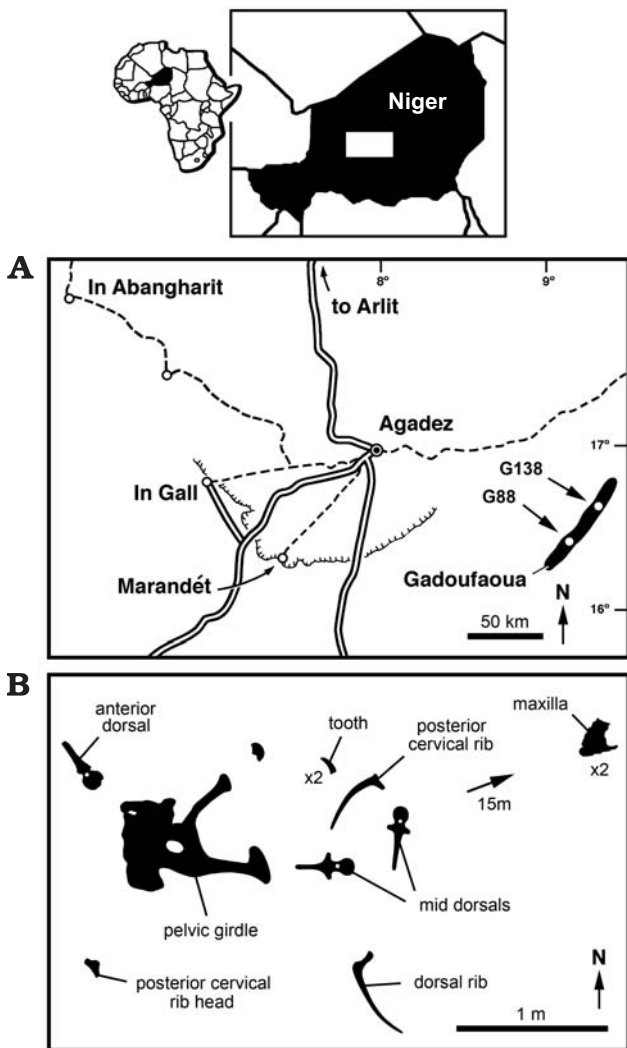 Niger
A
8°
9°
In Abangharit
to Arlit
Agadez
17°
G138
In Gall
G88
Marandét
Gadoufaoua
N
50 km
16°
B
anterior
dorsal
tooth
x2
posterior
cervical rib
maxilla
x2
15m
mid dorsals
pelvic girdle
posterior cervical
rib head
dorsal rib
N
1 m